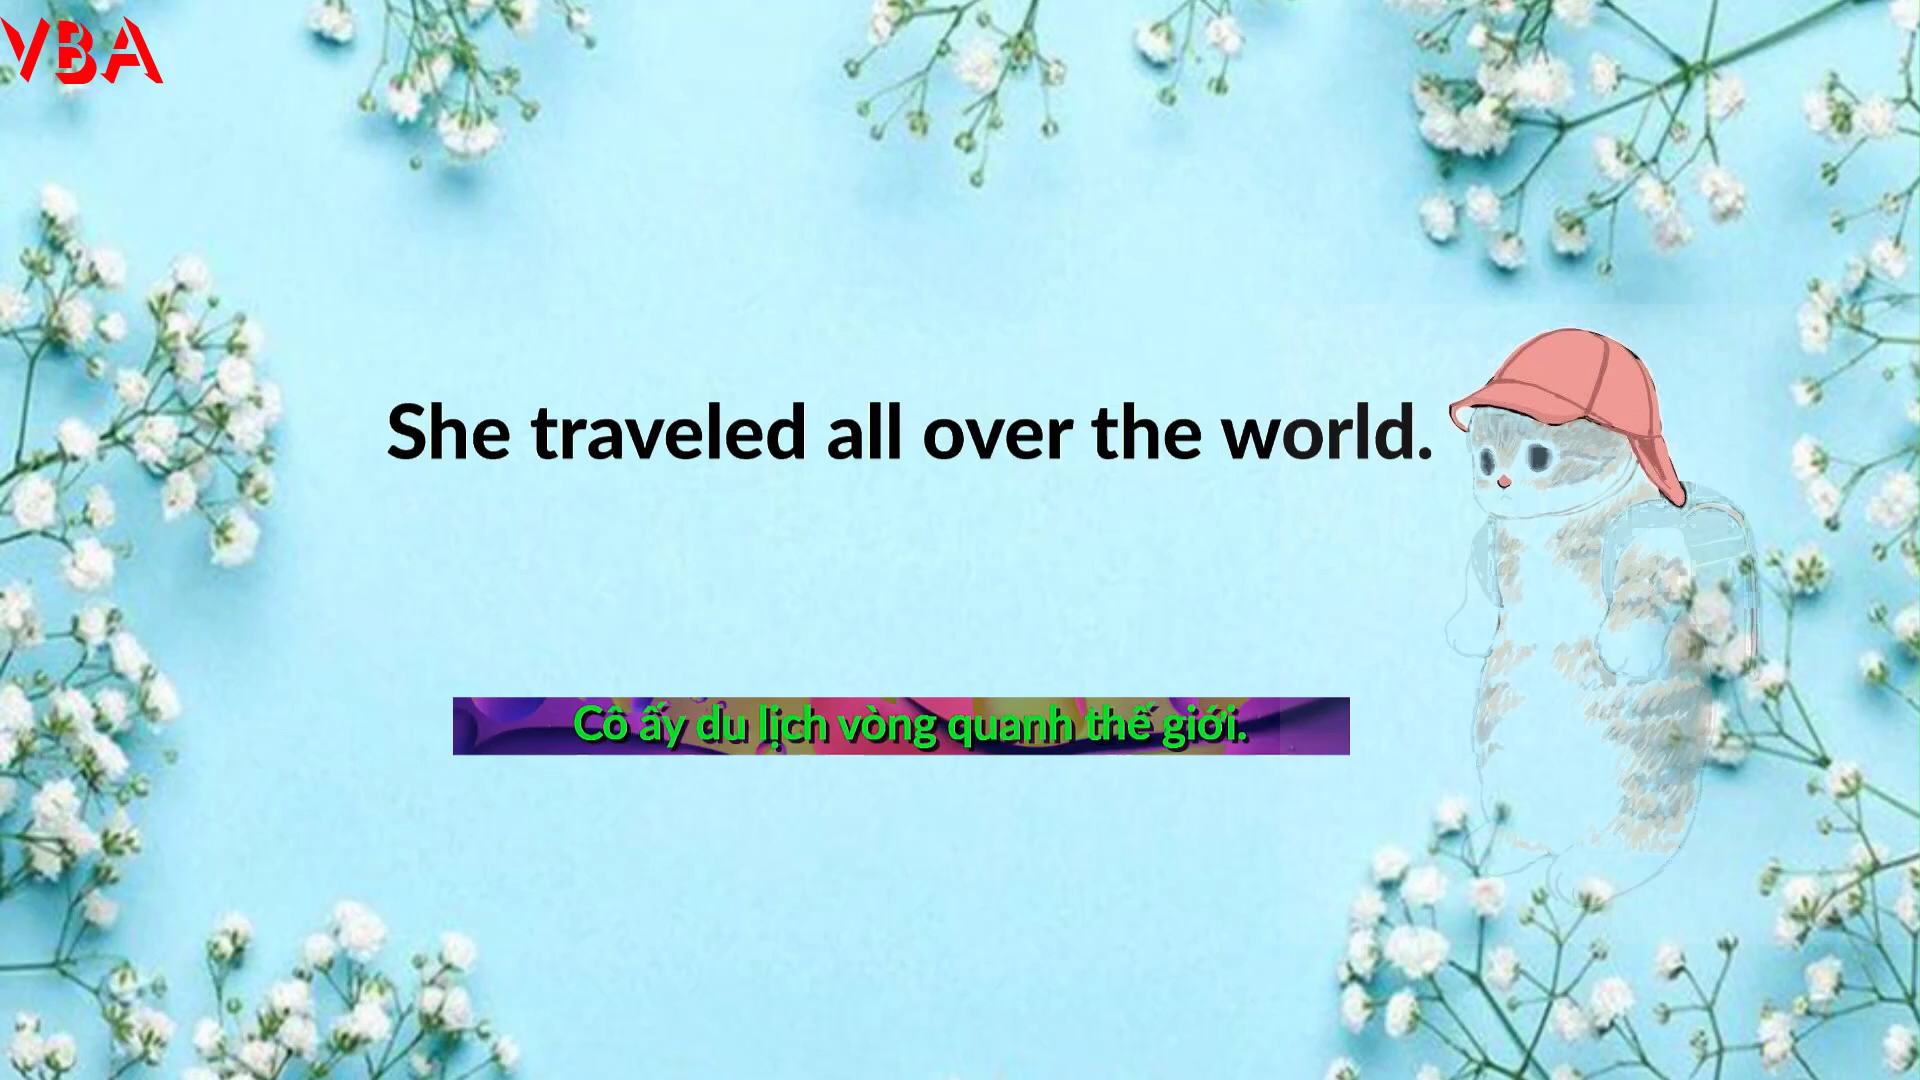 VBA
She traveled all over the world.
Cô ấy du lịch vòng quanh thế giới.